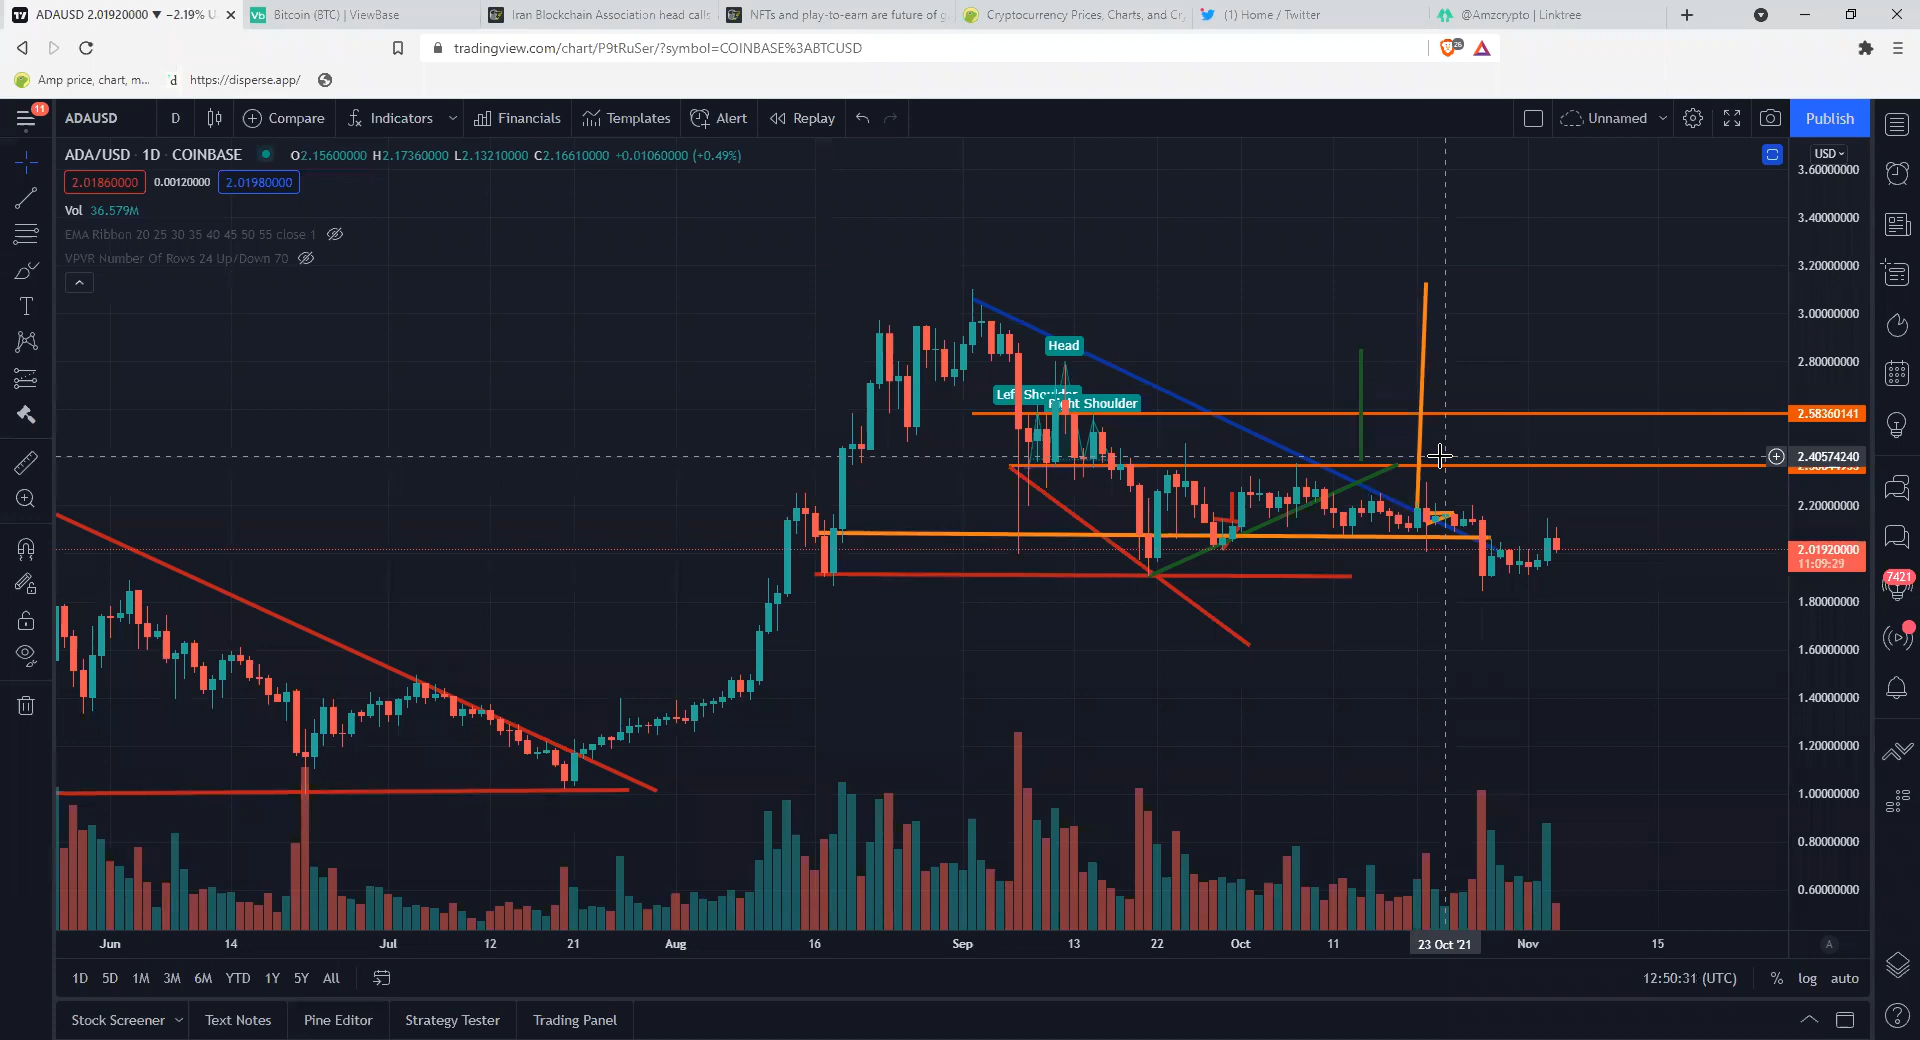 ADAUSD 2.01920000 ▼ −2.19% U
Bitcoin (BTC) | ViewBase
Iran Blockchain Association head calls
NFTs and play-to-earn are future of g
Cryptocurrency Prices, Charts, and Cr
(1) Home / Twitter
@Amzcrypto | Linktree
tradingview.com/chart/P9tRuSer/?symbol=COINBASE%3ABTCUSD
26
Amp price, chart, m...
d https://disperse.app/
11
ADAUSD D Compare Indicators Financials Templates Alert Replay Unnamed Publish
ADA/USD · 1D · COINBASE O2.15600000 H2.17360000 L2.13210000 C2.16610000 +0.01060000 (+0.49%)
USD
2.01860000 0.00120000 2.01980000
Vol 36.579M
EMA Ribbon 20 25 30 35 40 45 50 55 close 1
VPVR Number Of Rows 24 Up/Down 70
3.60000000
3.40000000
3.20000000
3.00000000
2.80000000
2.58360141
2.40574240
2.20000000
2.01920000
11:09:29
1.80000000
1.60000000
1.40000000
1.20000000
1.00000000
0.80000000
0.60000000
Head
Left Shoulder
Right Shoulder
7421
Jun 14 Jul 12 21 Aug 16 Sep 13 22 Oct 11 23 Oct '21 Nov 15
A
1D 5D 1M 3M 6M YTD 1Y 5Y All
12:50:31 (UTC) % log auto
Stock Screener Text Notes Pine Editor Strategy Tester Trading Panel